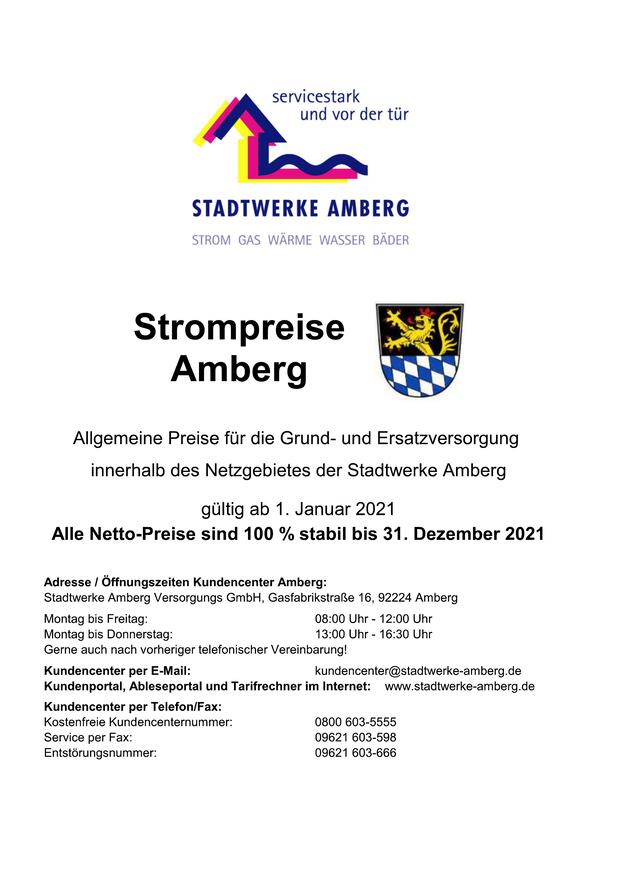 servicestark
und vor der tür
STADTWERKE AMBERG
STROM GAS WÄRME WASSER BÄDER
Strompreise
Amberg
Allgemeine Preise für die Grund- und Ersatzversorgung
innerhalb des Netzgebietes der Stadtwerke Amberg
gültig ab 1. Januar 2021
Alle Netto-Preise sind 100 % stabil bis 31. Dezember 2021
Adresse / Öffnungszeiten Kundencenter Amberg:
Stadtwerke Amberg Versorgungs GmbH, Gasfabrikstraße 16, 92224 Amberg
Montag bis Freitag: 08:00 Uhr - 12:00 Uhr
Montag bis Donnerstag: 13:00 Uhr - 16:30 Uhr
Gerne auch nach vorheriger telefonischer Vereinbarung!
Kundencenter per E-Mail: kundencenter@stadtwerke-amberg.de
Kundenportal, Ableseportal und Tarifrechner im Internet: www.stadtwerke-amberg.de
Kundencenter per Telefon/Fax:
Kostenfreie Kundencenternummer: 0800 603-5555
Service per Fax: 09621 603-598
Entstörungsnummer: 09621 603-666